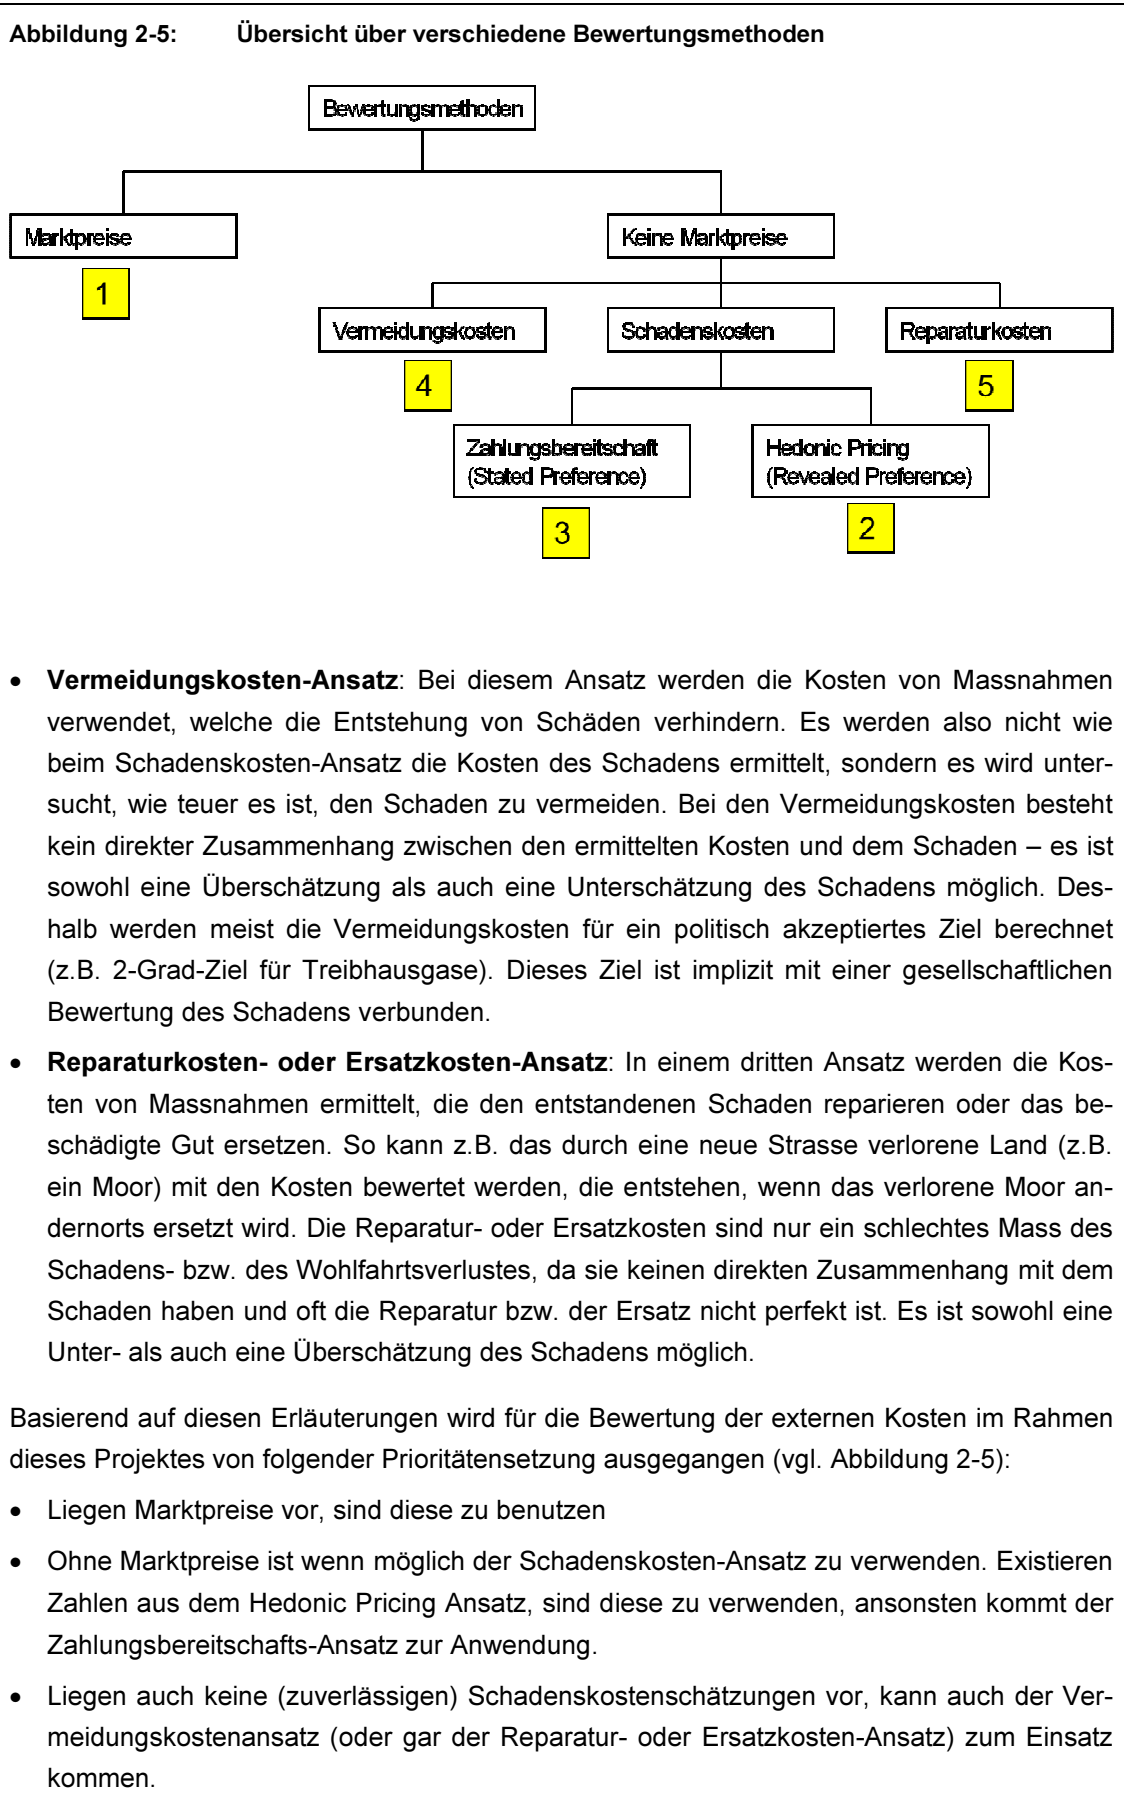 Abbildung 2-5: Übersicht über verschiedene Bewertungsmethoden
Bewertungsmethoden
Marktpreise
Keine Marktpreise
1
Vermeidungskosten
Schadenskosten
Reparaturkosten
4
5
Zahlungsbereitschaft
(Stated Preference)
Hedonic Pricing
(Revealed Preference)
3
2
• Vermeidungskosten-Ansatz: Bei diesem Ansatz werden die Kosten von Massnahmen
verwendet, welche die Entstehung von Schäden verhindern. Es werden also nicht wie
beim Schadenskosten-Ansatz die Kosten des Schadens ermittelt, sondern es wird unter-
sucht, wie teuer es ist, den Schaden zu vermeiden. Bei den Vermeidungskosten besteht
kein direkter Zusammenhang zwischen den ermittelten Kosten und dem Schaden – es ist
sowohl eine Überschätzung als auch eine Unterschätzung des Schadens möglich. Des-
halb werden meist die Vermeidungskosten für ein politisch akzeptiertes Ziel berechnet
(z.B. 2-Grad-Ziel für Treibhausgase). Dieses Ziel ist implizit mit einer gesellschaftlichen
Bewertung des Schadens verbunden.
• Reparaturkosten- oder Ersatzkosten-Ansatz: In einem dritten Ansatz werden die Kos-
ten von Massnahmen ermittelt, die den entstandenen Schaden reparieren oder das be-
schädigte Gut ersetzen. So kann z.B. das durch eine neue Strasse verlorene Land (z.B.
ein Moor) mit den Kosten bewertet werden, die entstehen, wenn das verlorene Moor an-
dernorts ersetzt wird. Die Reparatur- oder Ersatzkosten sind nur ein schlechtes Mass des
Schadens- bzw. des Wohlfahrtsverlustes, da sie keinen direkten Zusammenhang mit dem
Schaden haben und oft die Reparatur bzw. der Ersatz nicht perfekt ist. Es ist sowohl eine
Unter- als auch eine Überschätzung des Schadens möglich.
Basierend auf diesen Erläuterungen wird für die Bewertung der externen Kosten im Rahmen
dieses Projektes von folgender Prioritätensetzung ausgegangen (vgl. Abbildung 2-5):
• Liegen Marktpreise vor, sind diese zu benutzen
• Ohne Marktpreise ist wenn möglich der Schadenskosten-Ansatz zu verwenden. Existieren
Zahlen aus dem Hedonic Pricing Ansatz, sind diese zu verwenden, ansonsten kommt der
Zahlungsbereitschafts-Ansatz zur Anwendung.
• Liegen auch keine (zuverlässigen) Schadenskostenschätzungen vor, kann auch der Ver-
meidungskostenansatz (oder gar der Reparatur- oder Ersatzkosten-Ansatz) zum Einsatz
kommen.